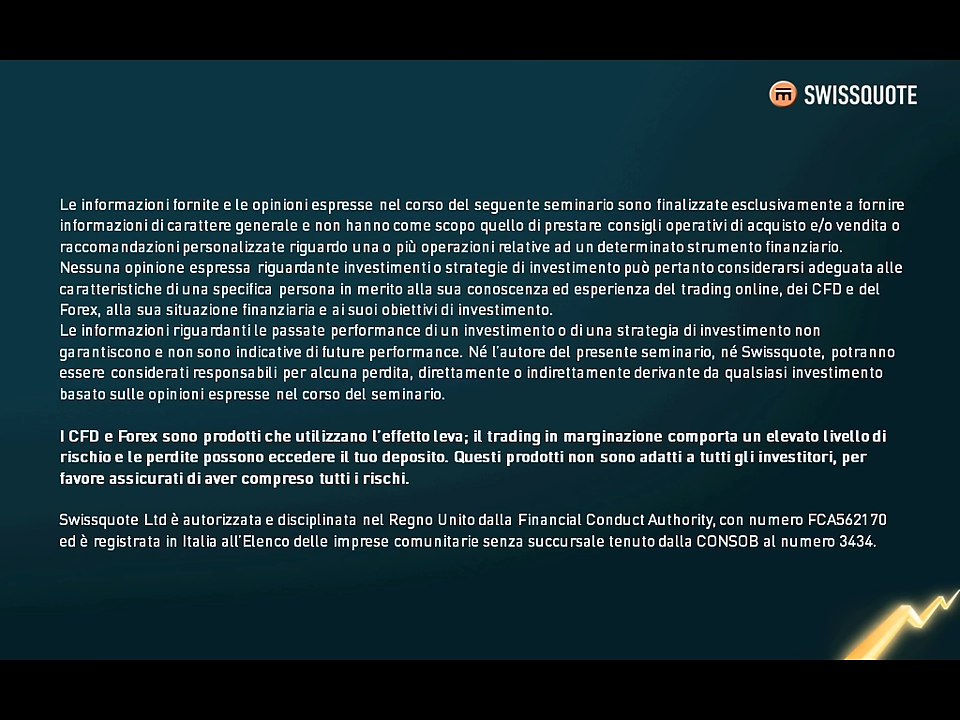 SWISSQUOTE
Le informazioni fornite e le opinioni espresse nel corso del seguente seminario sono finalizzate esclusivamente a fornire
informazioni di carattere generale e non hanno come scopo quello di prestare consigli operativi di acquisto e/o vendita o
raccomandazioni personalizzate riguardo una o più operazioni relative ad un determinato strumento finanziario.
Nessuna opinione espressa riguardante investimenti o strategie di investimento può pertanto considerarsi adeguata alle
caratteristiche di una specifica persona in merito alla sua conoscenza ed esperienza del trading online, dei CFD e del
Forex, alla sua situazione finanziaria e ai suoi obiettivi di investimento.
Le informazioni riguardanti le passate performance di un investimento o di una strategia di investimento non
garantiscono e non sono indicative di future performance. Né l'autore del presente seminario, né Swissquote, potranno
essere considerati responsabili per alcuna perdita, direttamente o indirettamente derivante da qualsiasi investimento
basato sulle opinioni espresse nel corso del seminario.
I CFD e Forex sono prodotti che utilizzano l'effetto leva; il trading in marginazione comporta un elevato livello di
rischio e le perdite possono eccedere il tuo deposito. Questi prodotti non sono adatti a tutti gli investitori, per
favore assicurati di aver compreso tutti i rischi.
Swissquote Ltd è autorizzata e disciplinata nel Regno Unito dalla Financial Conduct Authority, con numero FCA562170
ed è registrata in Italia all'Elenco delle imprese comunitarie senza succursale tenuto dalla CONSOB al numero 3434.